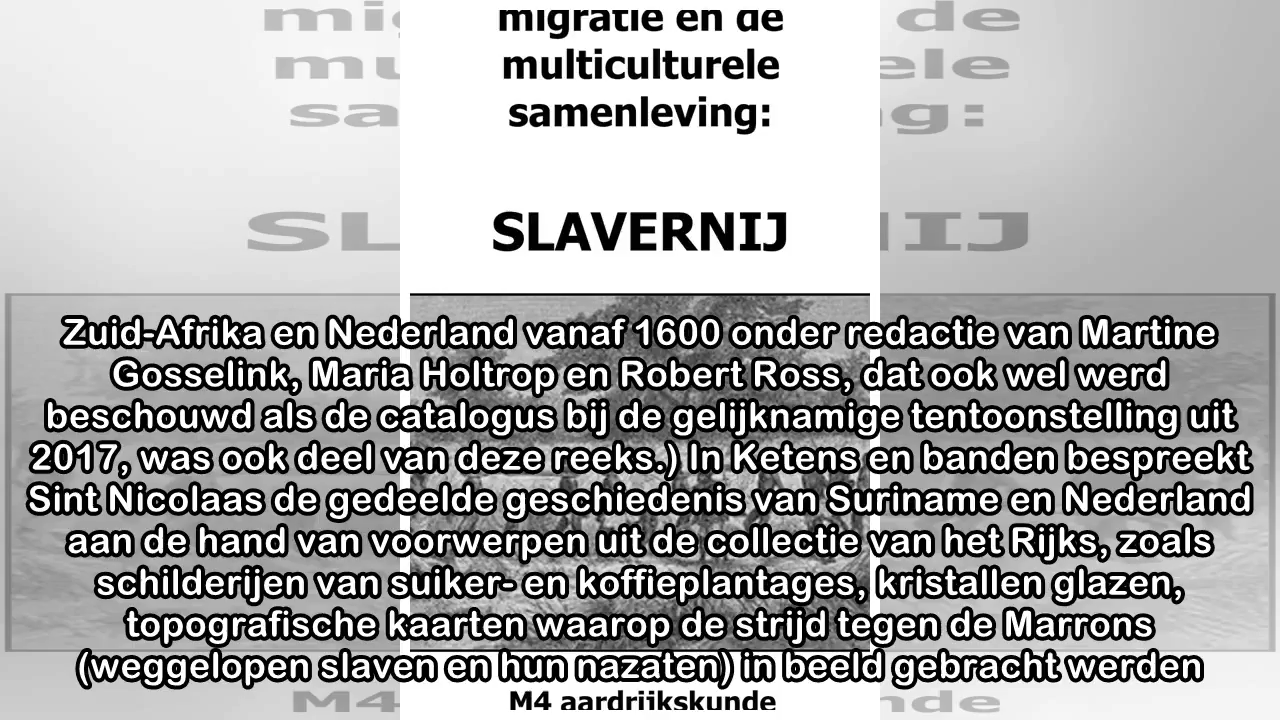 migratie en de
multiculturele
samenleving:
SLAVERNIJ
Zuid-Afrika en Nederland vanaf 1600 onder redactie van Martine
Gosselink, Maria Holtrop en Robert Ross, dat ook wel werd
beschouwd als de catalogus bij de gelijknamige tentoonstelling uit
2017, was ook deel van deze reeks.) In Ketens en banden bespreekt
Sint Nicolaas de gedeelde geschiedenis van Suriname en Nederland
aan de hand van voorwerpen uit de collectie van het Rijks, zoals
schilderijen van suiker- en koffieplantages, kristallen glazen,
topografische kaarten waarop de strijd tegen de Marrons
(weggelopen slaven en hun nazaten) in beeld gebracht werden
M4 aardrijkskunde